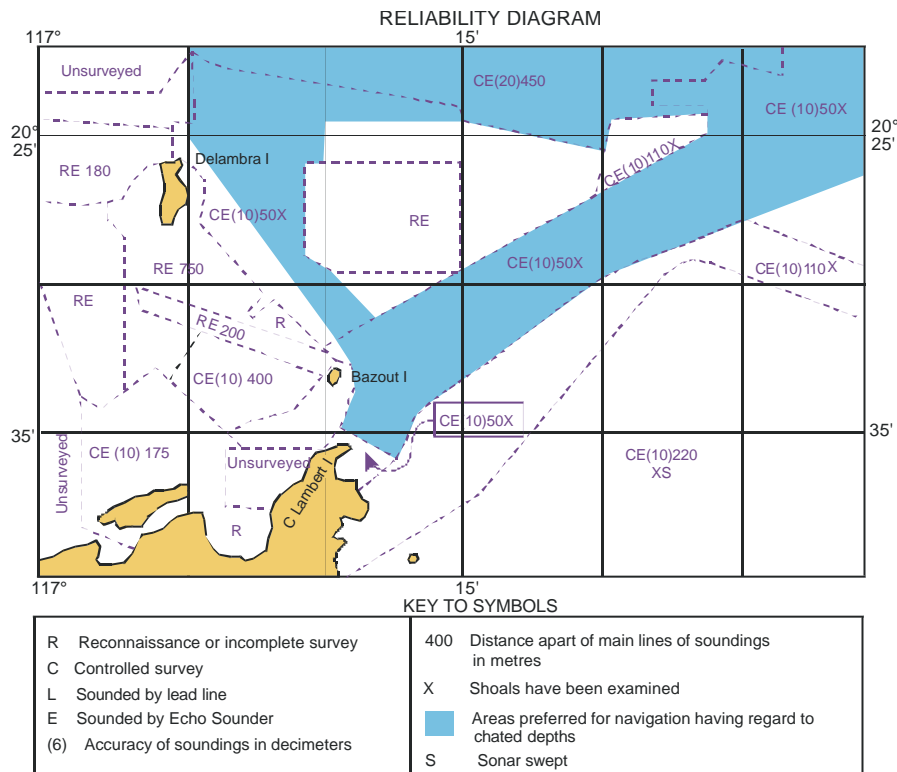 RELIABILITY DIAGRAM
117°
15'
Unsurveyed
CE(20)450
CE (10)50X
20°
25'
20°
25'
Delambra I
RE 180
CE(10)110X
CE(10)50X
RE
RE 750
CE(10)50X
CE(10)110X
RE
R
RE 200
CE(10) 400
Bazout I
CE(10)50X
35'
35'
Unsurveyed
CE (10) 175
Unsurveyed
CE(10)220
XS
C Lambert I
R
117°
15'
KEY TO SYMBOLS
R Reconnaissance or incomplete survey
C Controlled survey
L Sounded by lead line
E Sounded by Echo Sounder
(6) Accuracy of soundings in decimeters
400 Distance apart of main lines of soundings
in metres
X Shoals have been examined
Areas preferred for navigation having regard to
chated depths
S Sonar swept